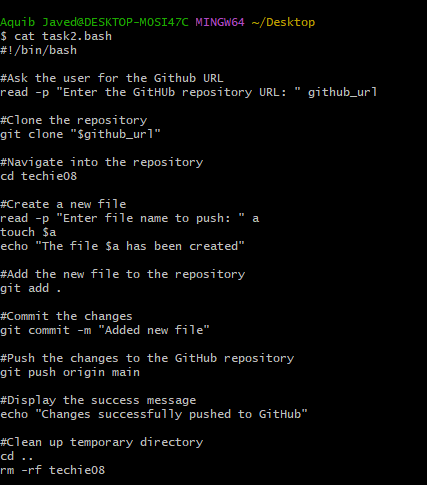 Aquib Javed@DESKTOP-MOSI47C MINGW64 ~/Desktop
$ cat task2.bash
#!/bin/bash
#Ask the user for the Github URL
read -p "Enter the GitHUb repository URL: " github_url
#Clone the repository
git clone "$github_url"
#Navigate into the repository
cd techie08
#Create a new file
read -p "Enter file name to push: " a
touch $a
echo "The file $a has been created"
#Add the new file to the repository
git add .
#Commit the changes
git commit -m "Added new file"
#Push the changes to the GitHub repository
git push origin main
#Display the success message
echo "Changes successfully pushed to GitHub"
#Clean up temporary directory
cd ..
rm -rf techie08